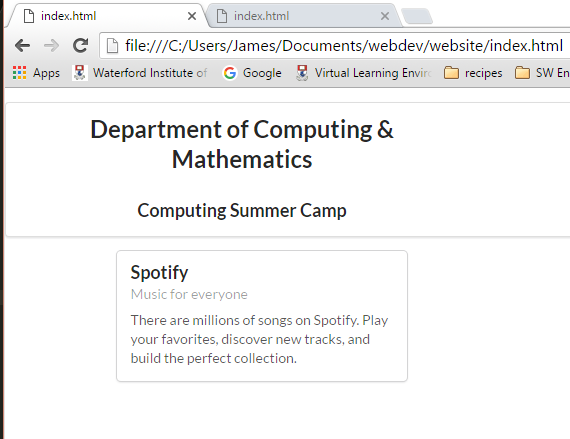 index.html
index.html
file:///C:/Users/James/Documents/webdev/website/index.html
Apps Waterford Institute of Google Virtual Learning Enviro recipes SW En
Department of Computing &
Mathematics
Computing Summer Camp
Spotify
Music for everyone
There are millions of songs on Spotify. Play
your favorites, discover new tracks, and
build the perfect collection.